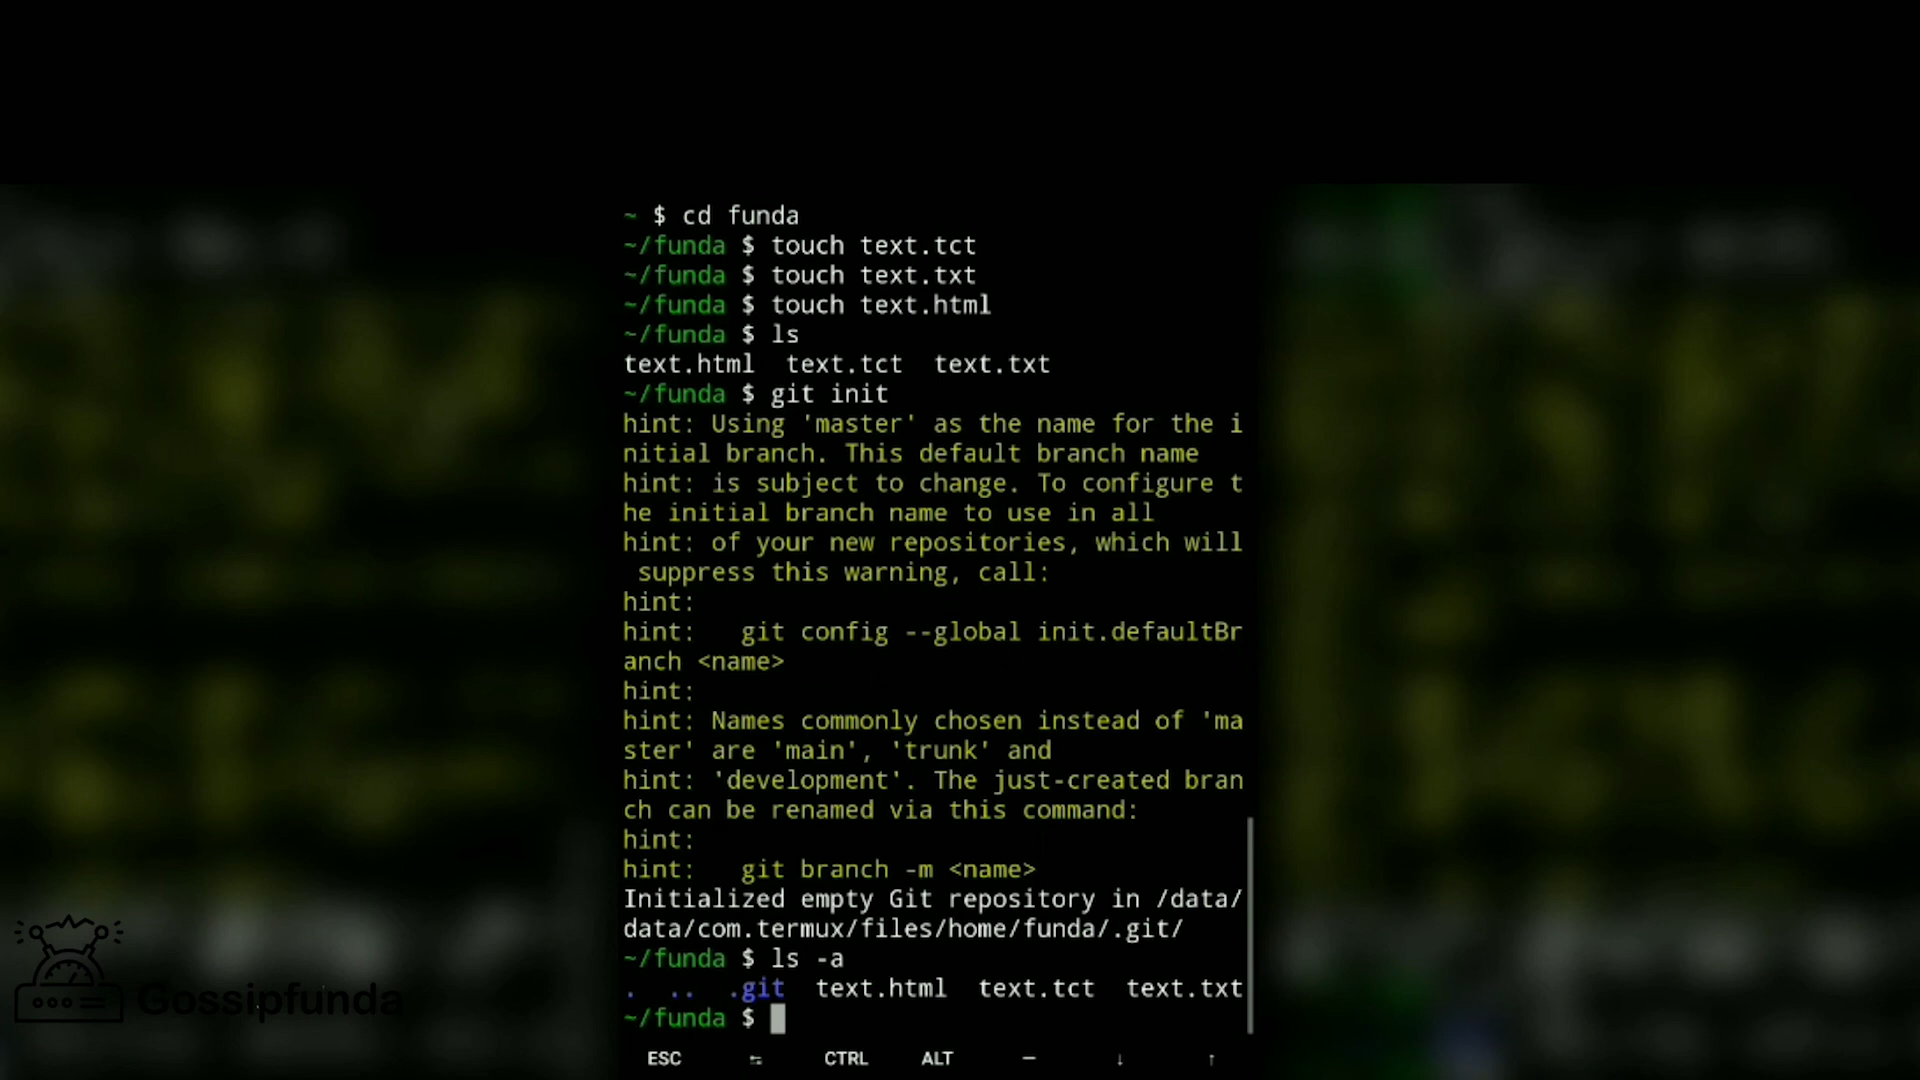 ~ $ cd funda
~/funda $ touch text.tct
~/funda $ touch text.txt
~/funda $ touch text.html
~/funda $ ls
text.html  text.tct  text.txt
~/funda $ git init
hint: Using 'master' as the name for the i
nitial branch. This default branch name
hint: is subject to change. To configure t
he initial branch name to use in all
hint: of your new repositories, which will
 suppress this warning, call:
hint:
hint:   git config --global init.defaultBr
anch <name>
hint:
hint: Names commonly chosen instead of 'ma
ster' are 'main', 'trunk' and
hint: 'development'. The just-created bran
ch can be renamed via this command:
hint:
hint:   git branch -m <name>
Initialized empty Git repository in /data/
data/com.termux/files/home/funda/.git/
~/funda $ ls -a
.  ..  .git  text.html  text.tct  text.txt
~/funda $
ESC ⇆ CTRL ALT — ↓ ↑
Gossipfunda